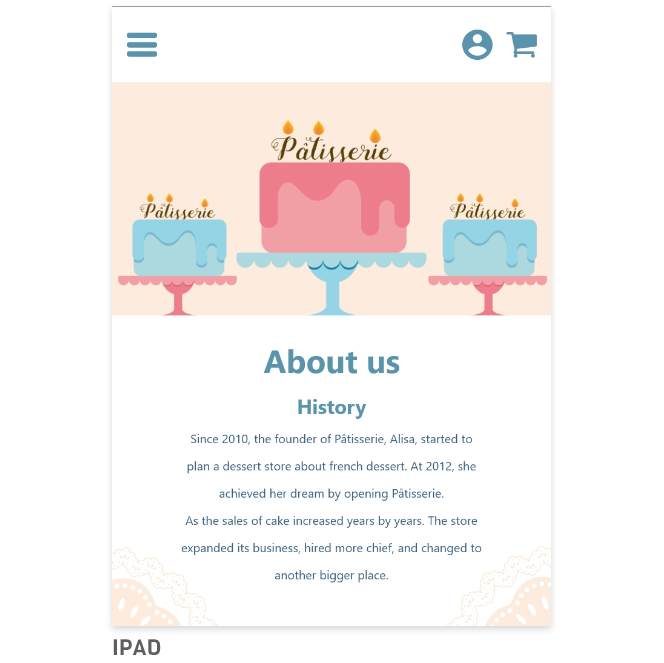 Pâtisserie
Pâtisserie
Pâtisserie
About us
History
Since 2010, the founder of Pâtisserie, Alisa, started to
plan a dessert store about french dessert. At 2012, she
achieved her dream by opening Pâtisserie.
As the sales of cake increased years by years. The store
expanded its business, hired more chief, and changed to
another bigger place.
IPAD